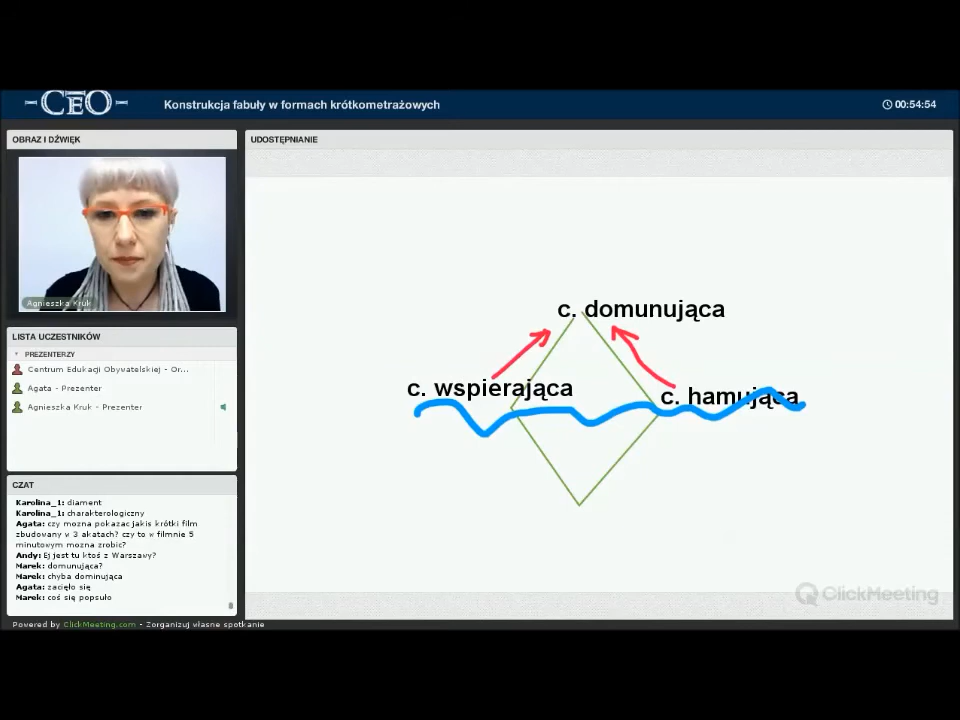 CEO
Konstrukcja fabuły w formach krótkometrażowych
00:54:54
OBRAZ I DŹWIĘK
UDOSTĘPNIANIE
Agnieszka Kruk
LISTA UCZESTNIKÓW
PREZENTERZY
Centrum Edukacji Obywatelskiej - Or...
Agata - Prezenter
Agnieszka Kruk - Prezenter
c. domunująca
c. wspierająca
c. hamująca
CZAT
Karolina_1: diament
Karolina_1: charakterologiczny
Agata: czy mozna pokazac jakis krótki film
zbudowany w 3 akatach? czy to w filmnie 5
minutowym mozna zrobic?
Andy: Ej jest tu ktoś z Warszawy?
Marek: domunująca?
Marek: chyba dominująca
Agata: zacięło się
Marek: coś się popsuło
ClickMeeting
Powered by ClickMeeting.com - Zorganizuj własne spotkanie